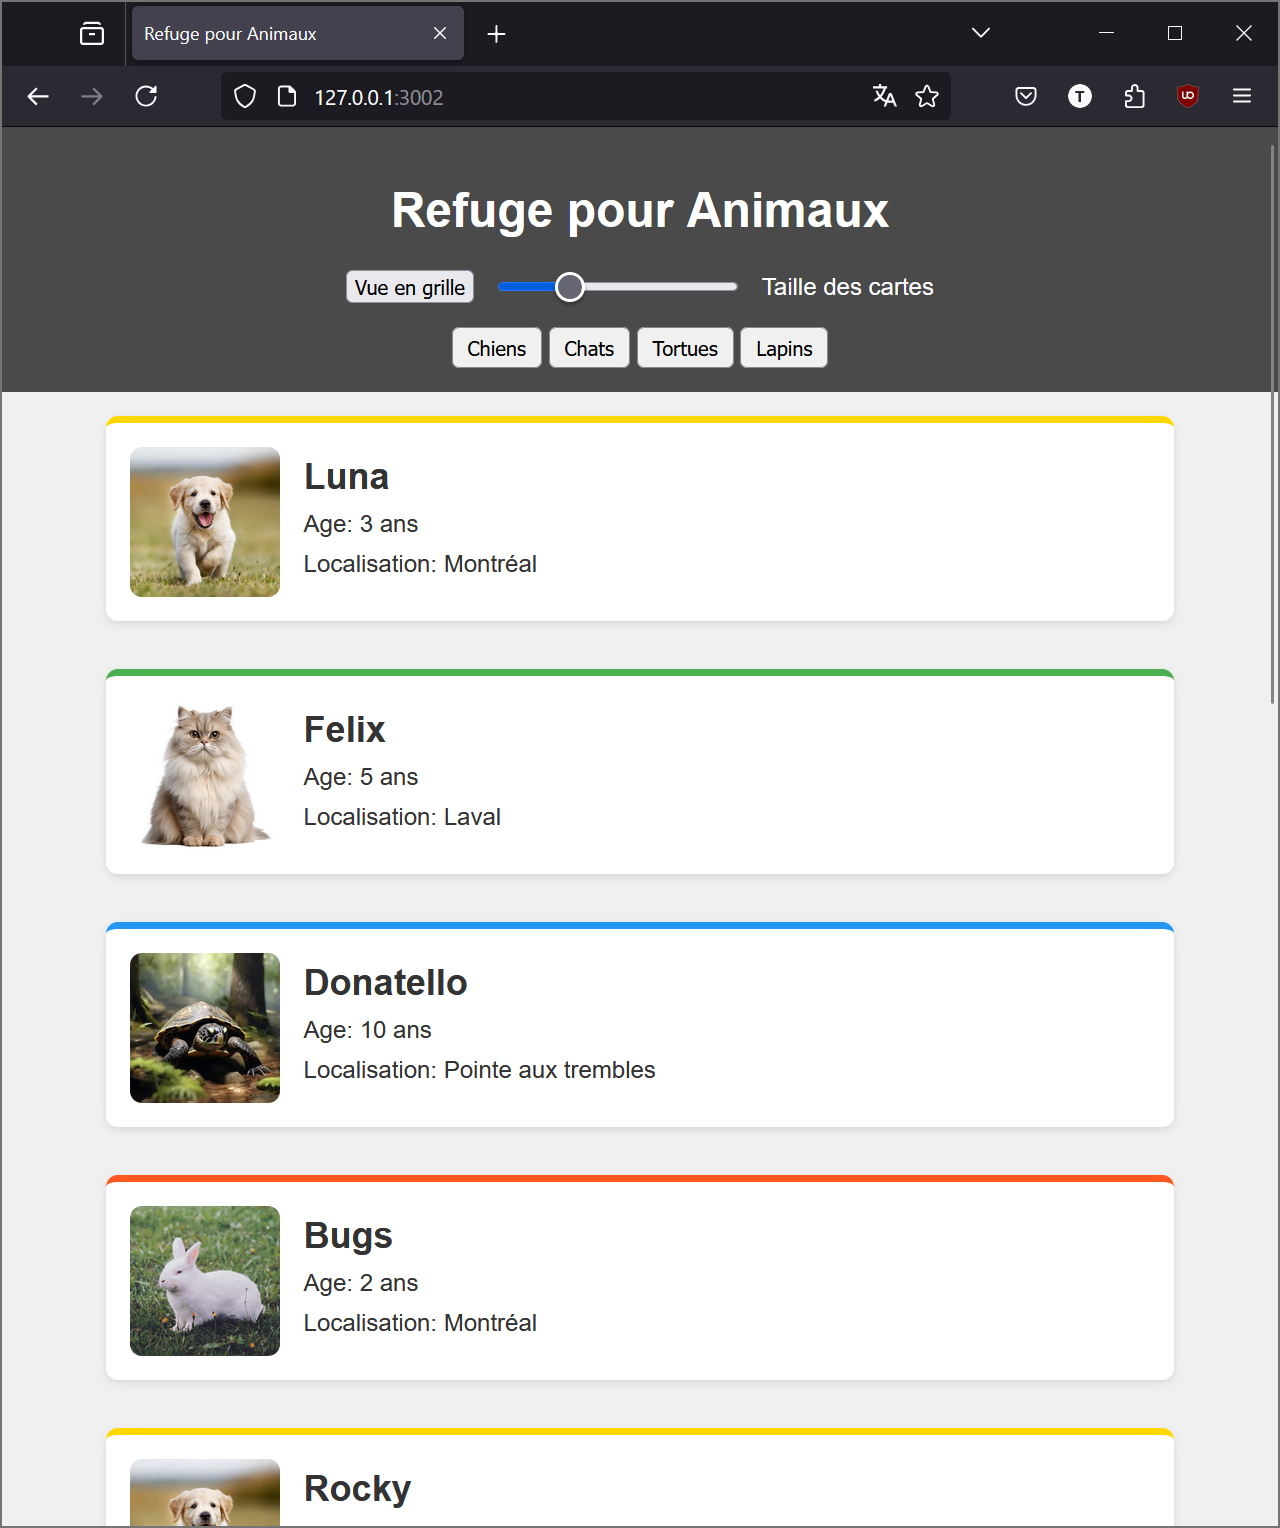 Refuge pour Animaux
127.0.0.1:3002
T
Refuge pour Animaux
Vue en grille
Taille des cartes
Chiens
Chats
Tortues
Lapins
Luna
Age: 3 ans
Localisation: Montréal
Felix
Age: 5 ans
Localisation: Laval
Donatello
Age: 10 ans
Localisation: Pointe aux trembles
Bugs
Age: 2 ans
Localisation: Montréal
Rocky